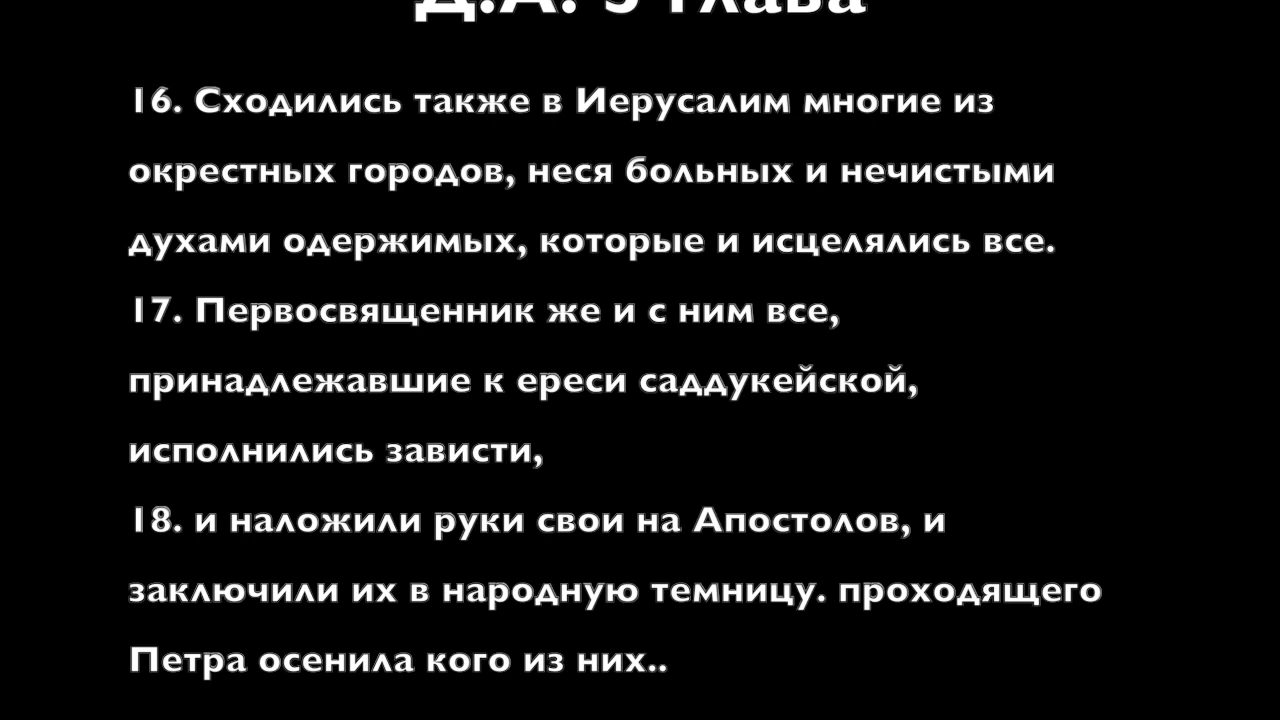 Д.А. 5 глава
16. Сходились также в Иерусалим многие из
окрестных городов, неся больных и нечистыми
духами одержимых, которые и исцелялись все.
17. Первосвященник же и с ним все,
принадлежавшие к ереси саддукейской,
исполнились зависти,
18. и наложили руки свои на Апостолов, и
заключили их в народную темницу. проходящего
Петра осенила кого из них..